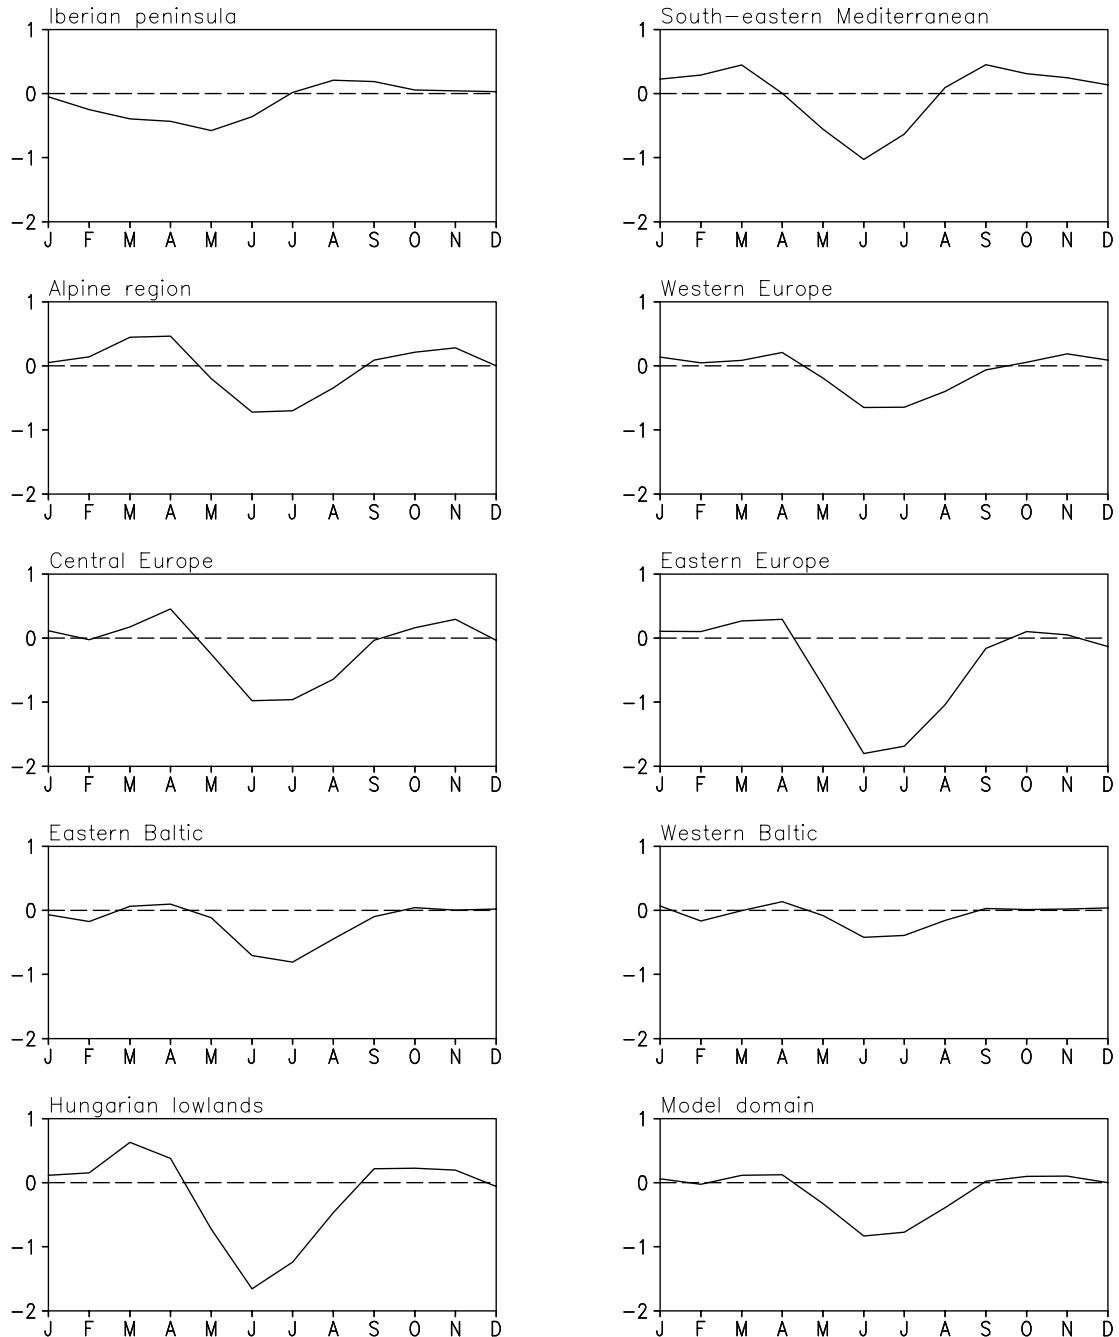 Iberian peninsula
1
0
−1
−2
J F M A M J J A S O N D
South−eastern Mediterranean
1
0
−1
−2
J F M A M J J A S O N D
Alpine region
1
0
−1
−2
J F M A M J J A S O N D
Western Europe
1
0
−1
−2
J F M A M J J A S O N D
Central Europe
1
0
−1
−2
J F M A M J J A S O N D
Eastern Europe
1
0
−1
−2
J F M A M J J A S O N D
Eastern Baltic
1
0
−1
−2
J F M A M J J A S O N D
Western Baltic
1
0
−1
−2
J F M A M J J A S O N D
Hungarian lowlands
1
0
−1
−2
J F M A M J J A S O N D
Model domain
1
0
−1
−2
J F M A M J J A S O N D